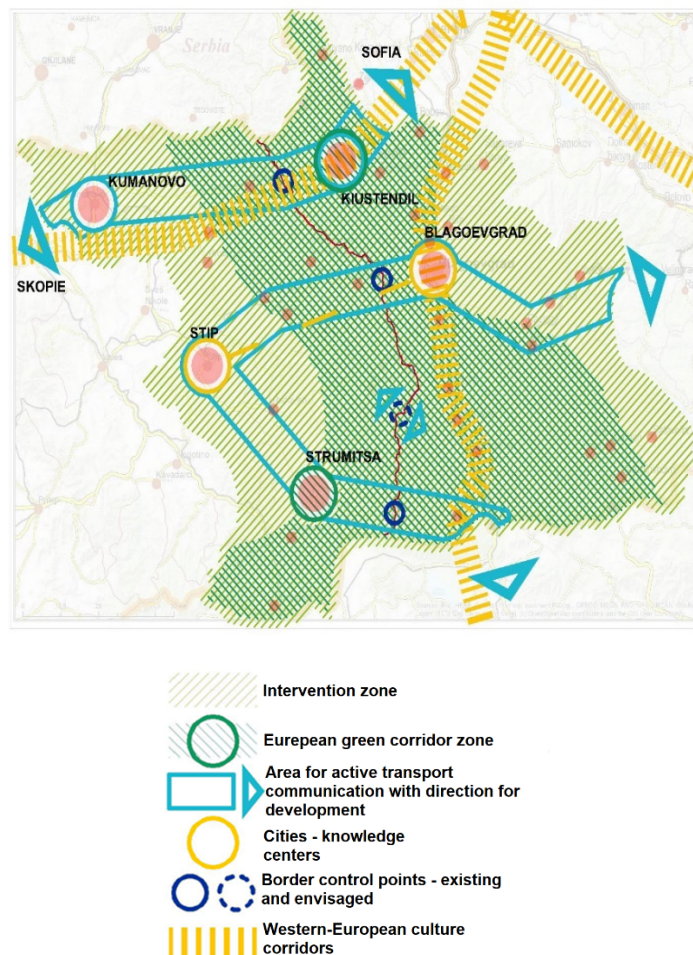 Serbia
SOFIA
KUMANOVO
KIUSTENDIL
BLAGOEVGRAD
SKOPIE
STIP
STRUMITSA
Intervention zone
Eurepean green corridor zone
Area for active transport
communication with direction for
development
Cities - knowledge
centers
Border control points - existing
and envisaged
Western-European culture
corridors